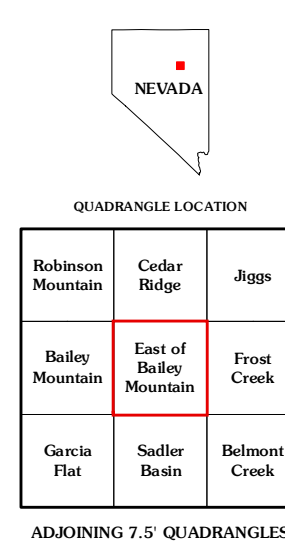 NEVADA
QUADRANGLE LOCATION
Robinson
Mountain
Cedar
Ridge
Jiggs
Bailey
Mountain
East of
Bailey
Mountain
Frost
Creek
Garcia
Flat
Sadler
Basin
Belmont
Creek
ADJOINING 7.5' QUADRANGLES